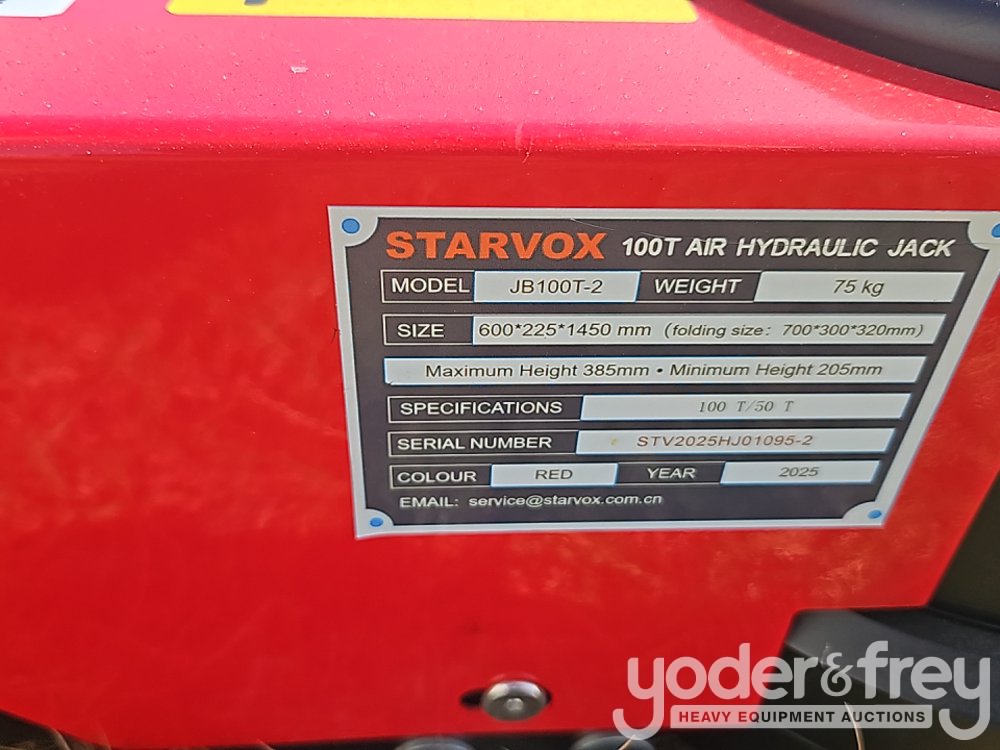 STARVOX 100T AIR HYDRAULIC JACK
MODEL JB100T-2 WEIGHT 75 kg
SIZE 600*225*1450 mm (folding size: 700*300*320mm)
Maximum Height 385mm • Minimum Height 205mm
SPECIFICATIONS 100 T/50 T
SERIAL NUMBER STV2025HJ01095-2
COLOUR RED YEAR 2025
EMAIL: service@starvox.com.cn
yoder&frey
HEAVY EQUIPMENT AUCTIONS